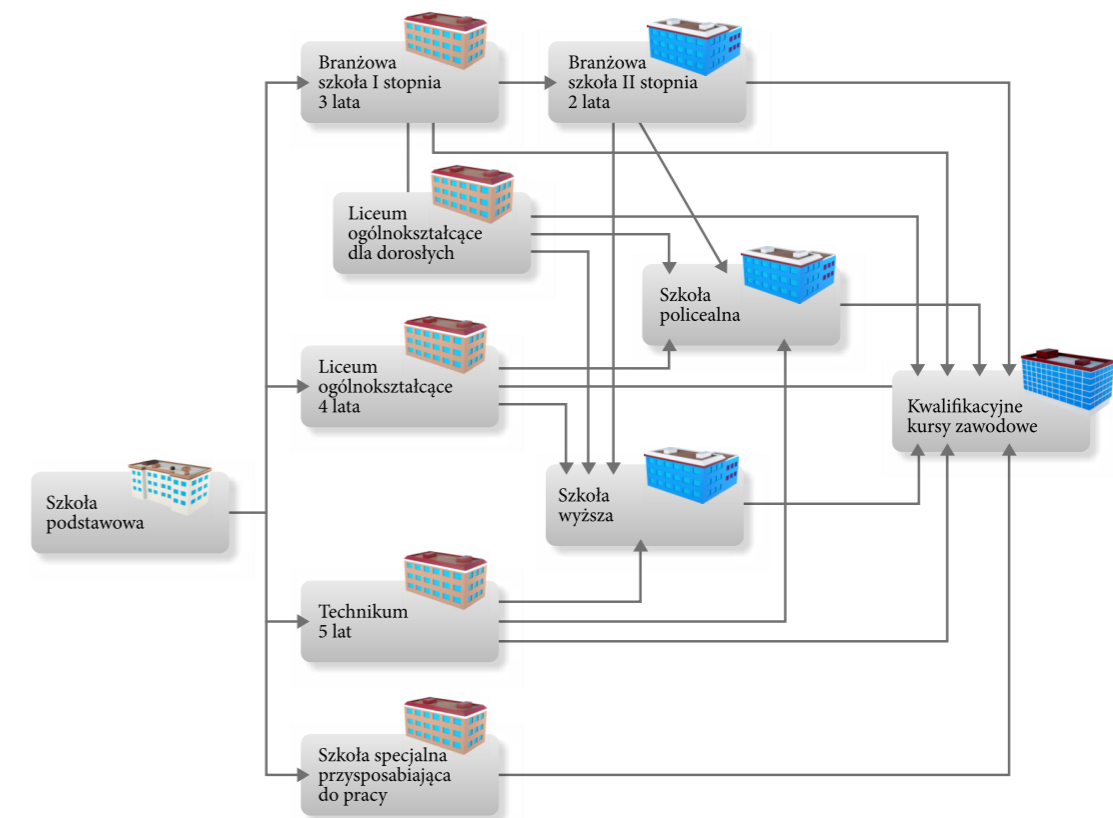 Branżowa
szkoła I stopnia
3 lata
Branżowa
szkoła II stopnia
2 lata
Liceum
ogólnokształcące
dla dorosłych
Szkoła
policealna
Liceum
ogólnokształcące
4 lata
Kwalifikacyjne
kursy zawodowe
Szkoła
podstawowa
Szkoła
wyższa
Technikum
5 lat
Szkoła specjalna
przysposabiająca
do pracy